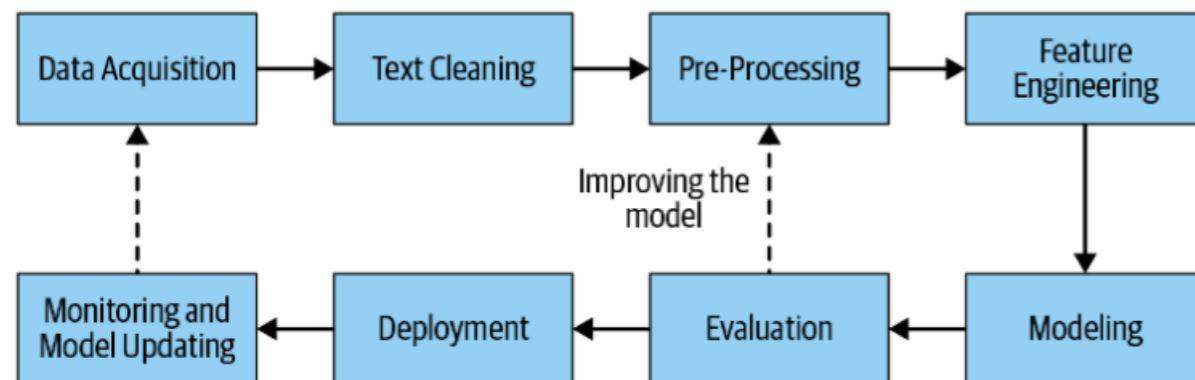 Data Acquisition
Text Cleaning
Pre-Processing
Feature
Engineering
Improving the
model
Monitoring and
Model Updating
Deployment
Evaluation
Modeling